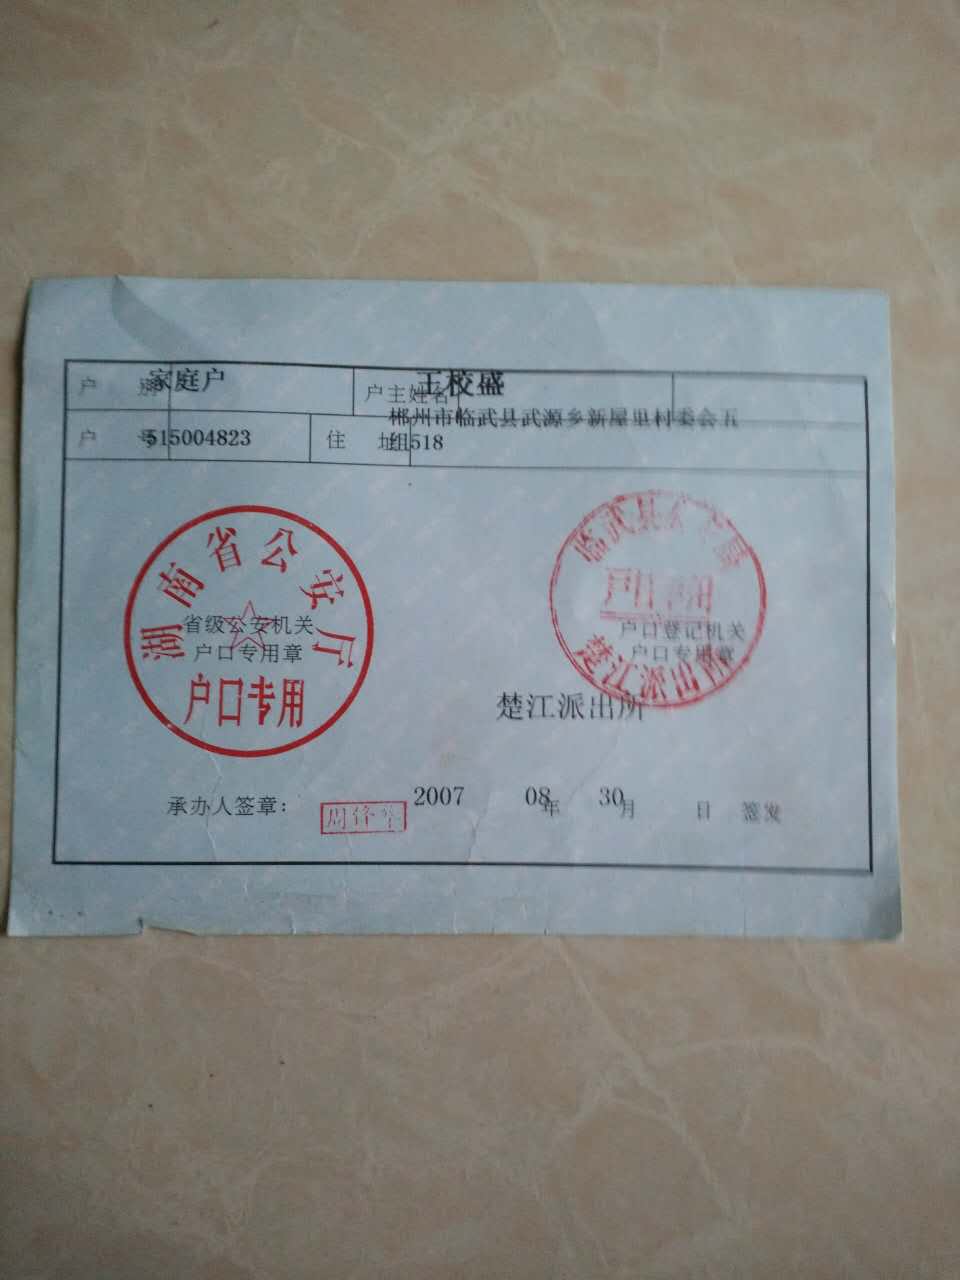 户 别 家庭户 户主姓名 王校盛
郴州市临武县武源乡新屋里村委会五
户 号 515004823 住 址 组518
湖南省公安厅
省级公安机关
户口专用章
户口专用
临武县公安局
户口专用
户口登记机关
户口专用章
楚江派出所
楚江派出所
承办人签章： 2007 年 08 月 30 日 签发